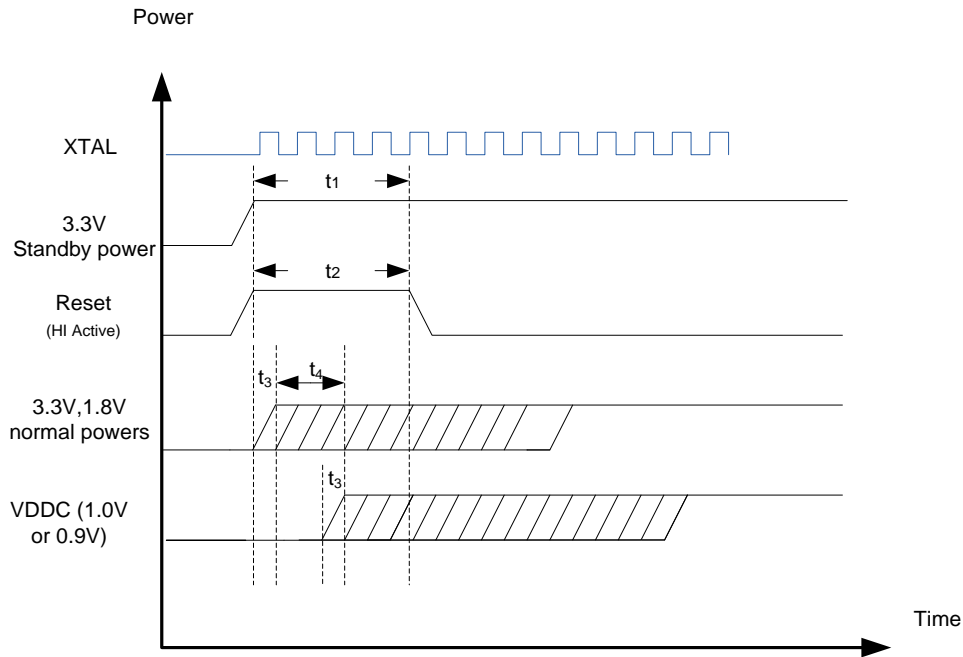 Power
XTAL
t1
3.3V
Standby power
t2
Reset
(HI Active)
t3
t4
3.3V,1.8V
normal powers
t3
VDDC (1.0V
or 0.9V)
Time